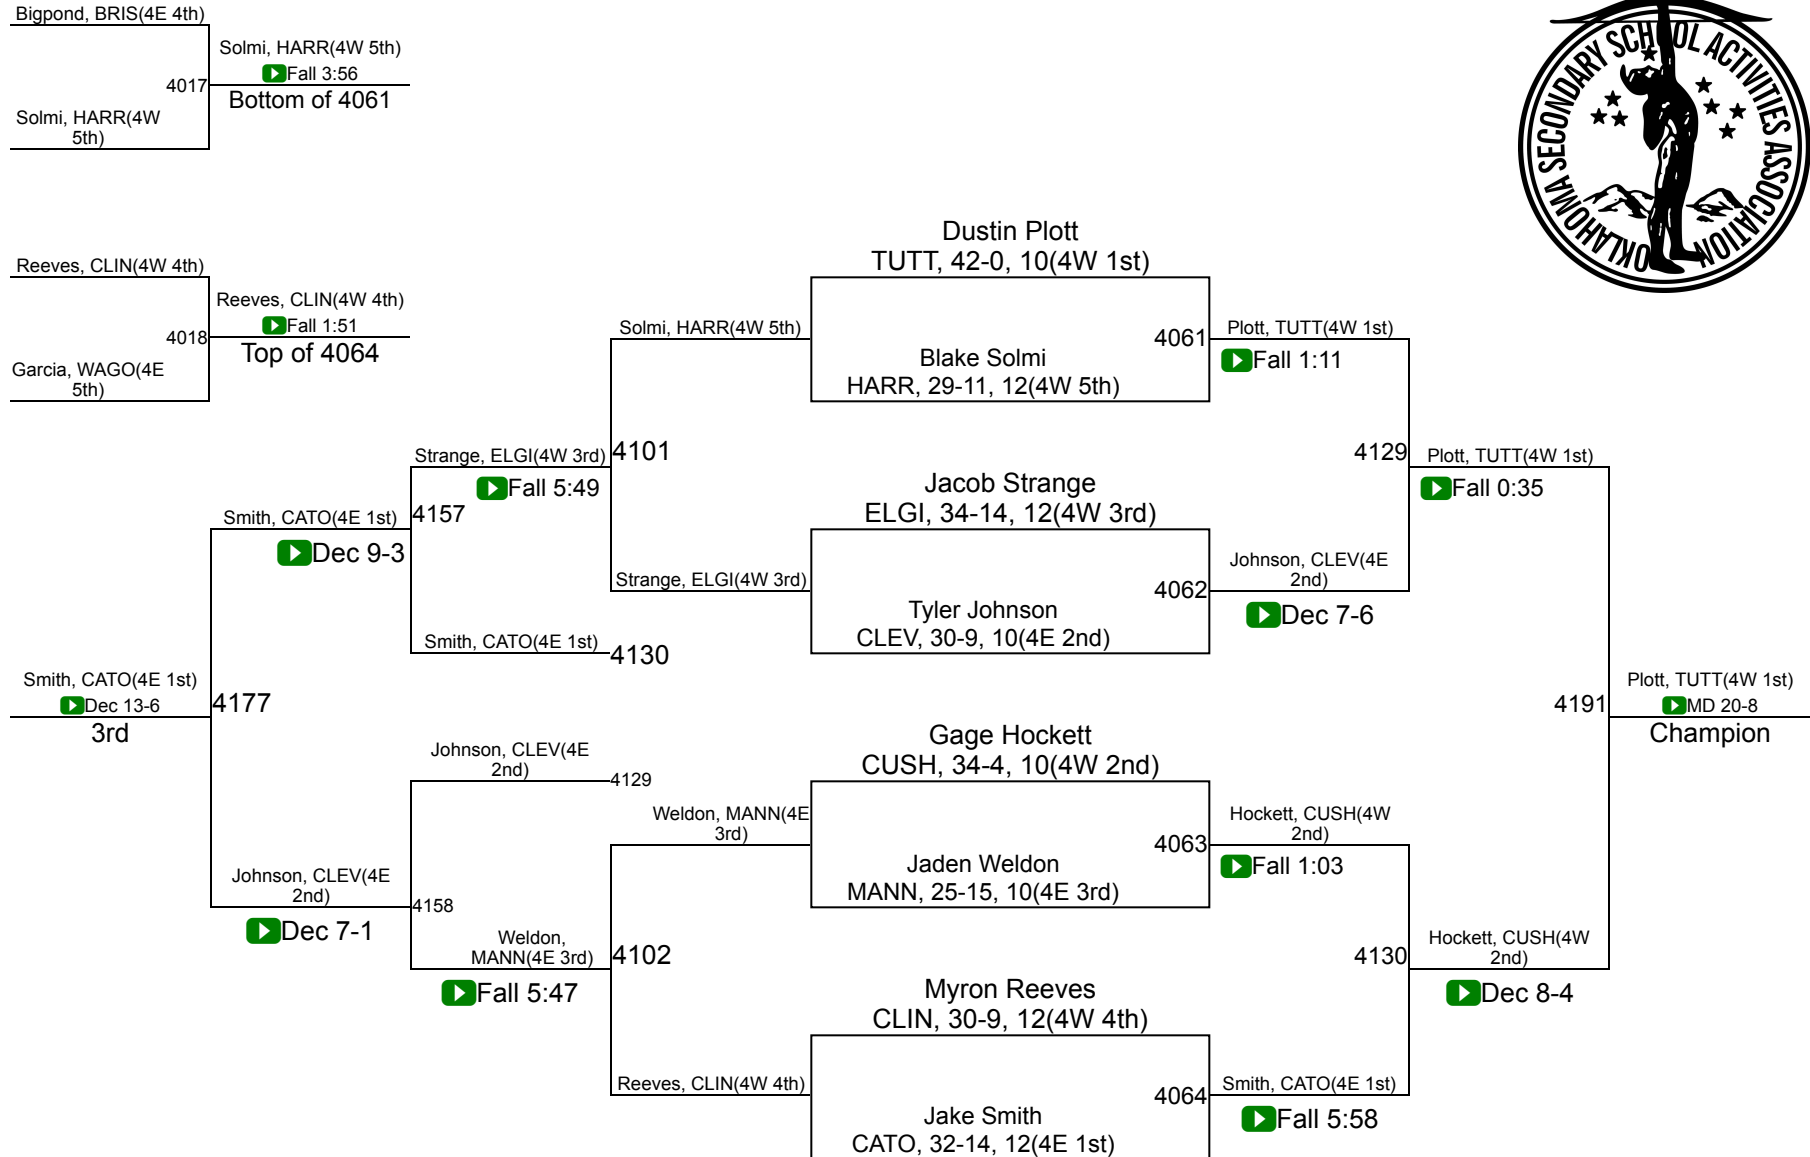 Bigpond, BRIS(4E 4th)
Solmi, HARR(4W 5th)
Fall 3:56
4017
Bottom of 4061
Solmi, HARR(4W
5th)
OKLAHOMA SECONDARY SCHOOL ACTIVITIES ASSOCIATION
Reeves, CLIN(4W 4th)
Reeves, CLIN(4W 4th)
Fall 1:51
4018
Top of 4064
Garcia, WAGO(4E
5th)
Dustin Plott
TUTT, 42-0, 10(4W 1st)
Solmi, HARR(4W 5th)
4061
Plott, TUTT(4W 1st)
Fall 1:11
Blake Solmi
HARR, 29-11, 12(4W 5th)
Strange, ELGI(4W 3rd)
4101
Fall 5:49
4129
Plott, TUTT(4W 1st)
Fall 0:35
Jacob Strange
ELGI, 34-14, 12(4W 3rd)
Smith, CATO(4E 1st)
4157
Dec 9-3
Strange, ELGI(4W 3rd)
4062
Johnson, CLEV(4E
2nd)
Dec 7-6
Tyler Johnson
CLEV, 30-9, 10(4E 2nd)
Smith, CATO(4E 1st)
4130
Smith, CATO(4E 1st)
Dec 13-6
3rd
4177
4191
Plott, TUTT(4W 1st)
MD 20-8
Champion
Gage Hockett
CUSH, 34-4, 10(4W 2nd)
Johnson, CLEV(4E
2nd)
4129
Weldon, MANN(4E
3rd)
4063
Hockett, CUSH(4W
2nd)
Fall 1:03
Jaden Weldon
MANN, 25-15, 10(4E 3rd)
Johnson, CLEV(4E
2nd)
4158
Dec 7-1
Weldon,
MANN(4E 3rd)
4102
Fall 5:47
4130
Hockett, CUSH(4W
2nd)
Dec 8-4
Myron Reeves
CLIN, 30-9, 12(4W 4th)
Reeves, CLIN(4W 4th)
4064
Smith, CATO(4E 1st)
Fall 5:58
Jake Smith
CATO, 32-14, 12(4E 1st)